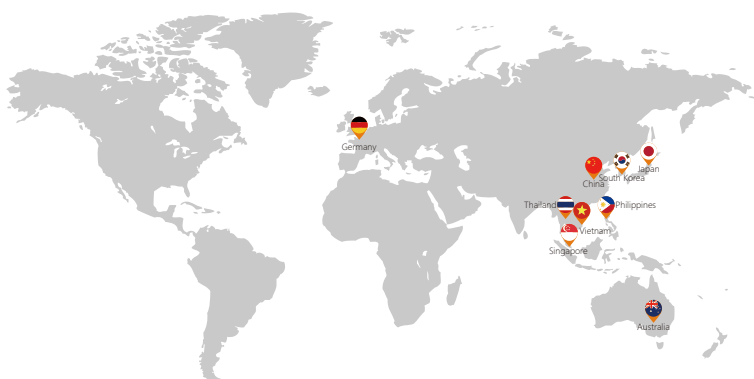 Germany
Japan
South Korea
China
Thailand
Philippines
Vietnam
Singapore
Australia